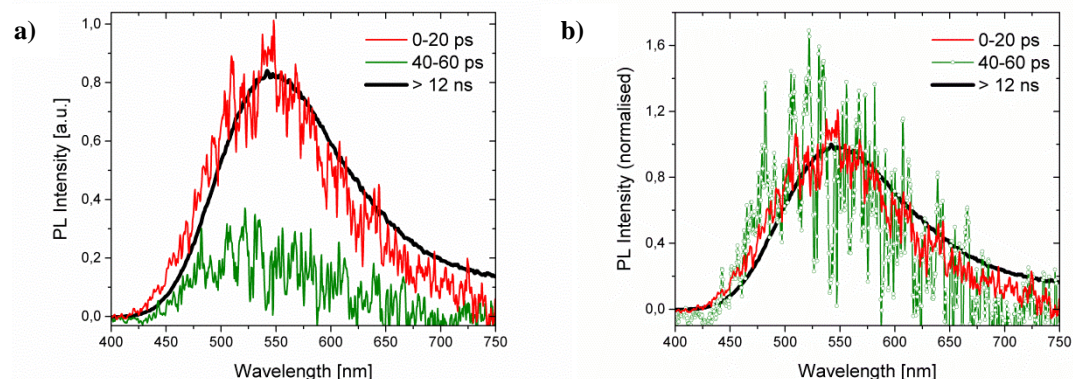 a)
PL Intensity [a.u.]
1,0
0,8
0,6
0,4
0,2
0,0
0-20 ps
40-60 ps
> 12 ns
400 450 500 550 600 650 700 750
Wavelength [nm]
b)
PL Intensity (normalised)
1,6
1,2
0,8
0,4
0,0
0-20 ps
40-60 ps
> 12 ns
400 450 500 550 600 650 700 750
Wavelength [nm]